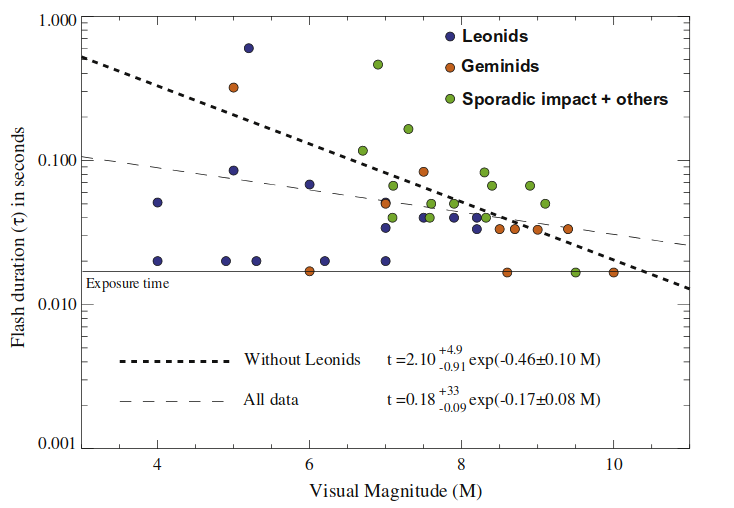 1.000
Leonids
Geminids
Sporadic impact + others
0.100
Flash duration (τ) in seconds
Exposure time
0.010
Without Leonids t =2.10 +4.9 -0.91 exp(-0.46±0.10 M)
All data t =0.18 +33 -0.09 exp(-0.17±0.08 M)
0.001
4 6 8 10
Visual Magnitude (M)